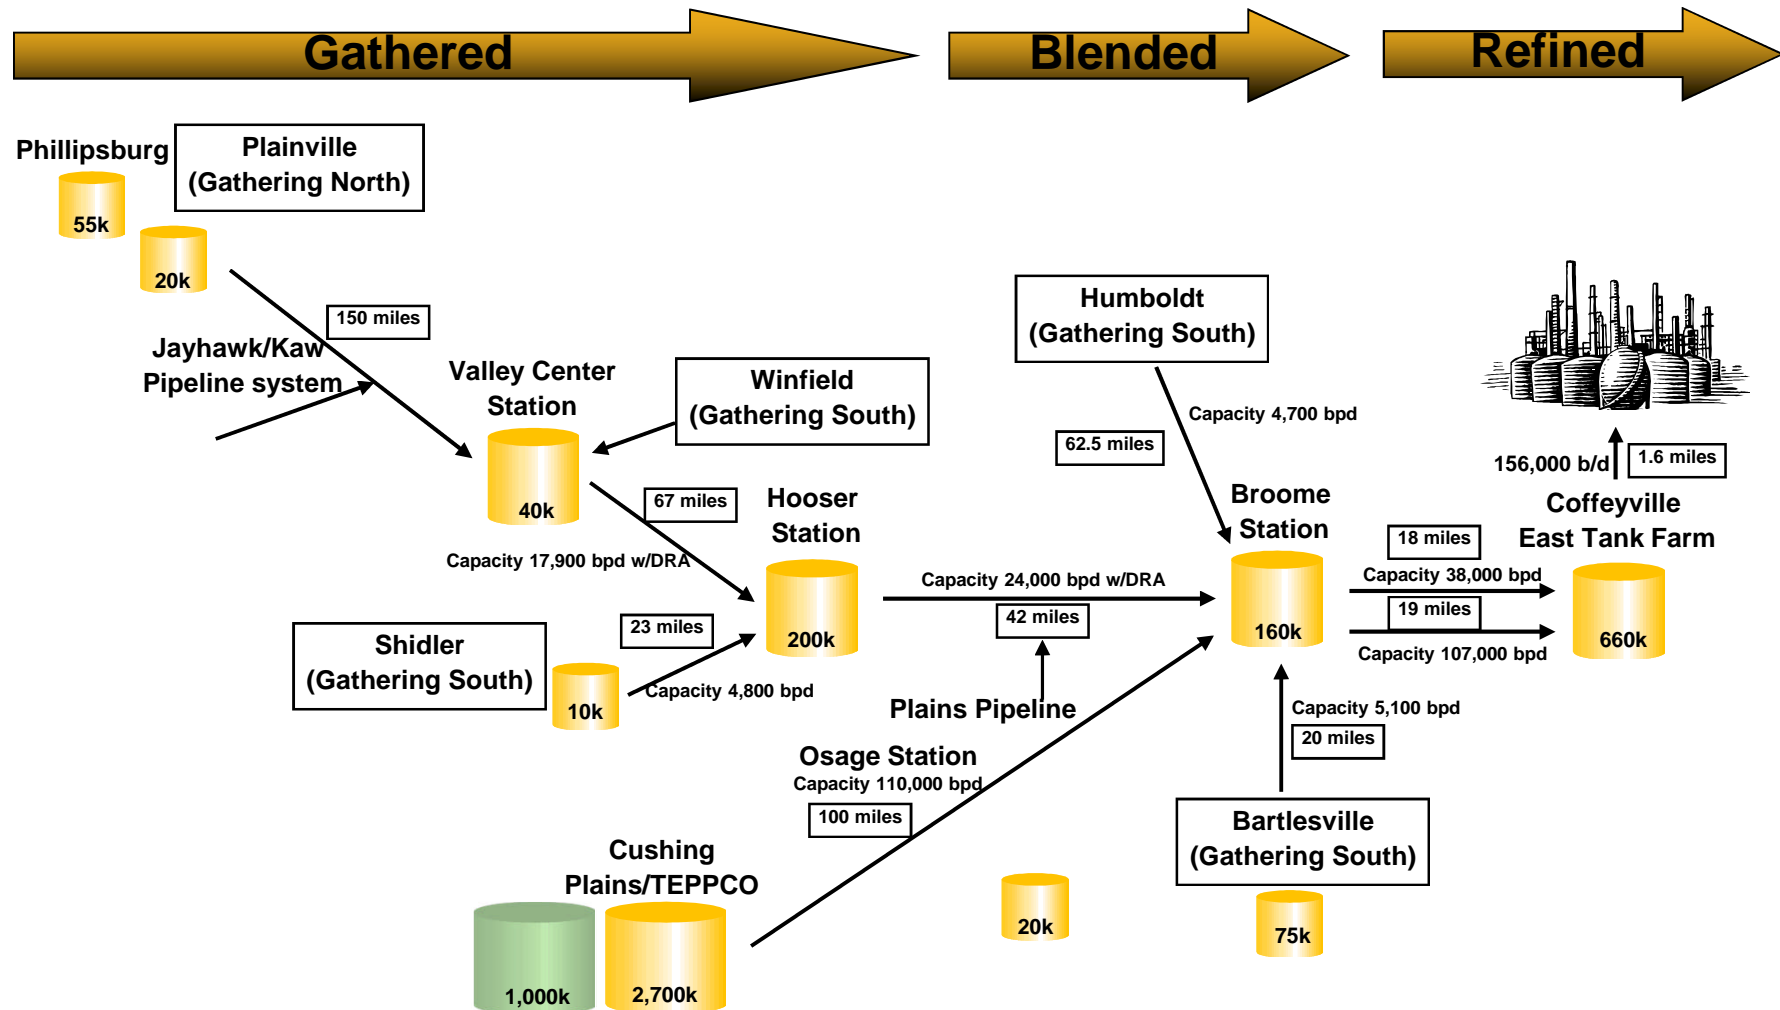 Gathered
Blended
Refined
Phillipsburg
Plainville
(Gathering North)
55k
20k
150 miles
Jayhawk/Kaw
Pipeline system
Valley Center
Station
40k
Winfield
(Gathering South)
67 miles
Capacity 17,900 bpd w/DRA
Hooser
Station
200k
Shidler
(Gathering South)
10k
23 miles
Capacity 4,800 bpd
Capacity 24,000 bpd w/DRA
42 miles
Plains Pipeline
Osage Station
Capacity 110,000 bpd
100 miles
Cushing
Plains/TEPPCO
1,000k
2,700k
20k
Humboldt
(Gathering South)
Capacity 4,700 bpd
62.5 miles
Broome
Station
160k
Capacity 5,100 bpd
20 miles
Bartlesville
(Gathering South)
75k
18 miles
Capacity 38,000 bpd
19 miles
Capacity 107,000 bpd
156,000 b/d
1.6 miles
Coffeyville
East Tank Farm
660k